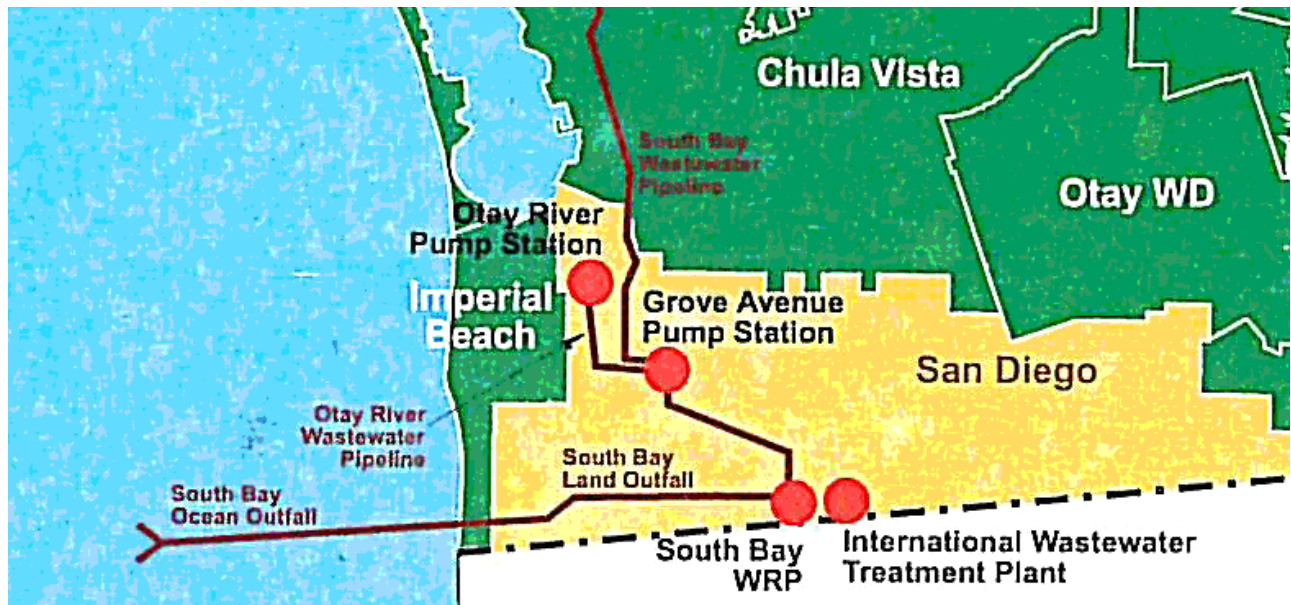 Chula Vista
South Bay
Wastewater
Pipeline
Otay WD
Otay River
Pump Station
Imperial
Beach
Grove Avenue
Pump Station
San Diego
Otay River
Wastewater
Pipeline
South Bay
Land Outfall
South Bay
Ocean Outfall
South Bay
WRP
International Wastewater
Treatment Plant